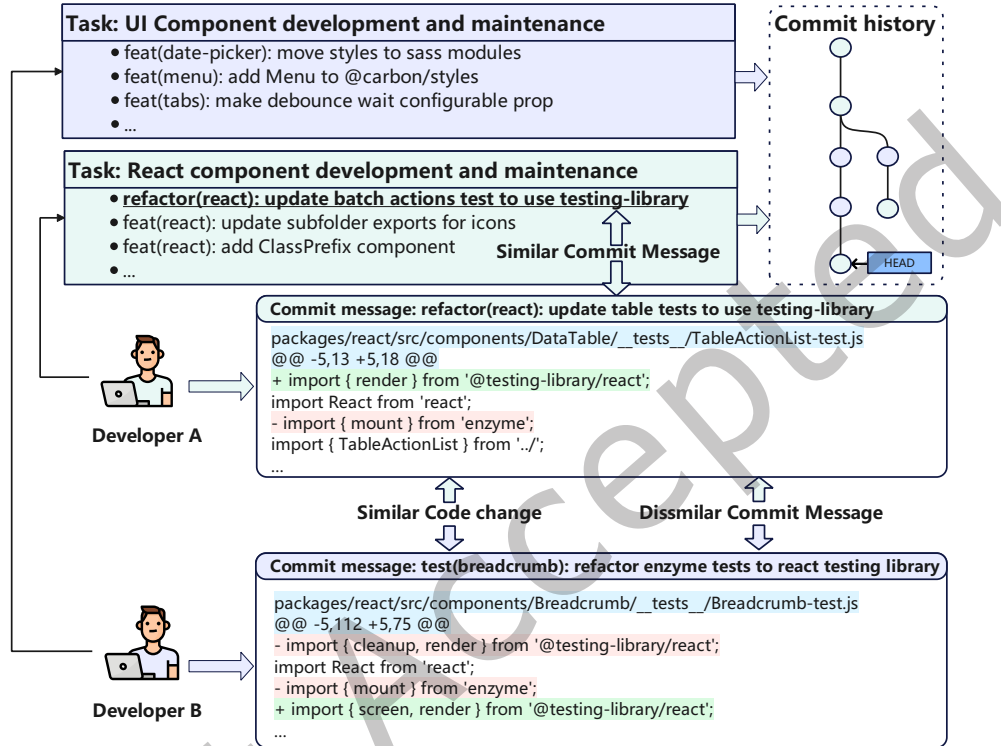 Task: UI Component development and maintenance
• feat(date-picker): move styles to sass modules
• feat(menu): add Menu to @carbon/styles
• feat(tabs): make debounce wait configurable prop
• ...
Commit history
Task: React component development and maintenance
• refactor(react): update batch actions test to use testing-library
• feat(react): update subfolder exports for icons
• feat(react): add ClassPrefix component
• ...
Similar Commit Message
HEAD
Commit message: refactor(react): update table tests to use testing-library
packages/react/src/components/DataTable/__tests__/TableActionList-test.js
@@ -5,13 +5,18 @@
+ import { render } from '@testing-library/react';
import React from 'react';
- import { mount } from 'enzyme';
import { TableActionList } from '../';
...
Developer A
Similar Code change
Dissmilar Commit Message
Commit message: test(breadcrumb): refactor enzyme tests to react testing library
packages/react/src/components/Breadcrumb/__tests__/Breadcrumb-test.js
@@ -5,112 +5,75 @@
- import { cleanup, render } from '@testing-library/react';
import React from 'react';
- import { mount } from 'enzyme';
+ import { screen, render } from '@testing-library/react';
...
Developer B
Accepted